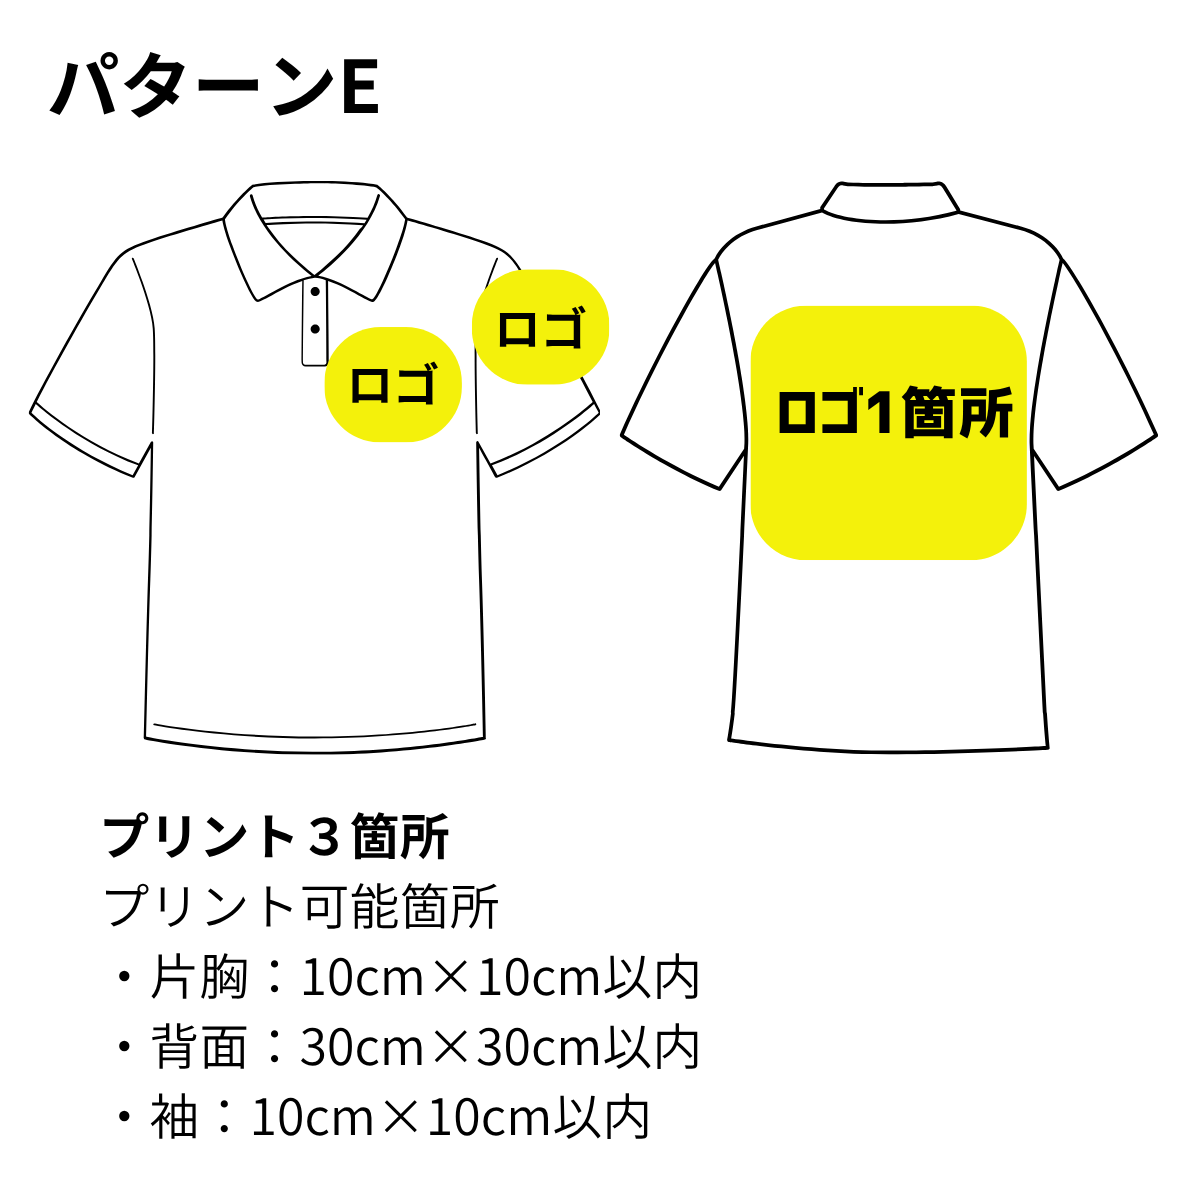 パターンE
ロゴ
ロゴ
ロゴ1箇所
プリント３箇所
プリント可能箇所
・片胸：10cm×10cm以内
・背面：30cm×30cm以内
・袖：10cm×10cm以内